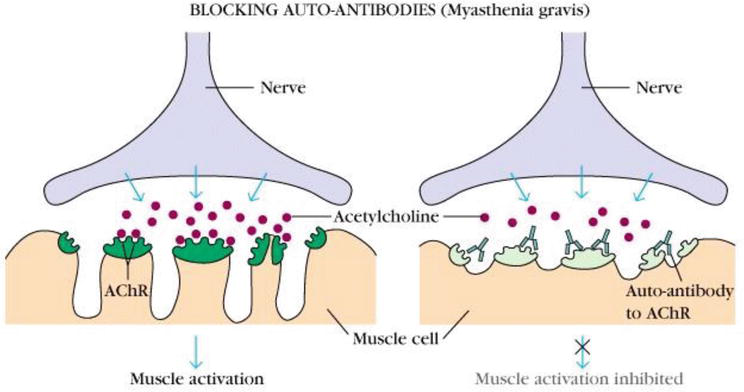 BLOCKING AUTO-ANTIBODIES (Myasthenia gravis)
Nerve
Nerve
Acetylcholine
AChR
Auto-antibody
to AChR
Muscle cell
Muscle activation
Muscle activation inhibited